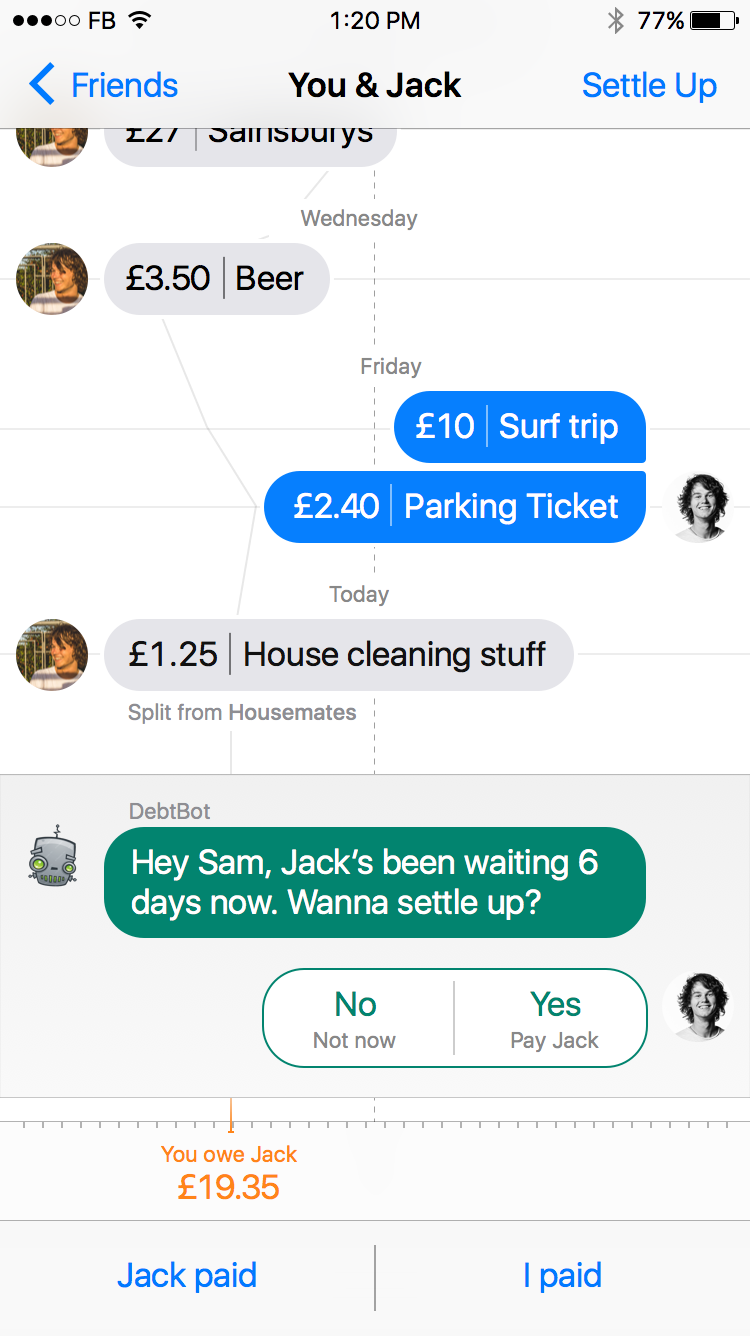 FB 1:20 PM 77%
Friends You & Jack Settle Up
£27 Sainsburys
Wednesday
£3.50 Beer
Friday
£10 Surf trip
£2.40 Parking Ticket
Today
£1.25 House cleaning stuff
Split from Housemates
DebtBot
Hey Sam, Jack’s been waiting 6
days now. Wanna settle up?
No Yes
Not now Pay Jack
You owe Jack
£19.35
Jack paid I paid